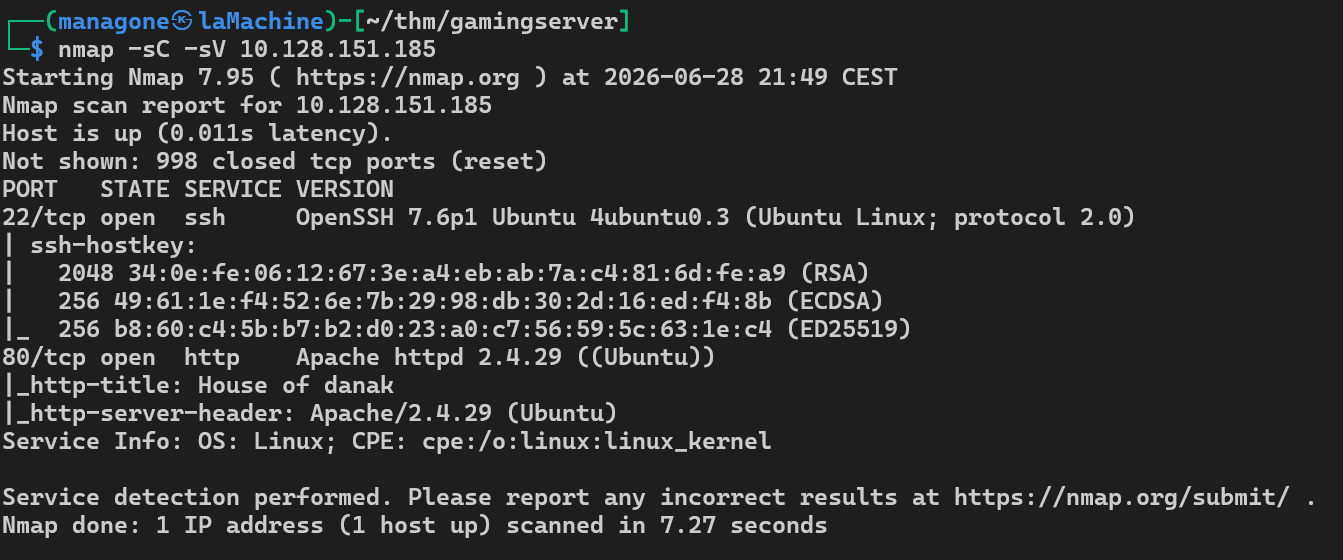 ┌──(managone㉿laMachine)-[~/thm/gamingserver]
└─$ nmap -sC -sV 10.128.151.185
Starting Nmap 7.95 ( https://nmap.org ) at 2026-06-28 21:49 CEST
Nmap scan report for 10.128.151.185
Host is up (0.011s latency).
Not shown: 998 closed tcp ports (reset)
PORT   STATE SERVICE VERSION
22/tcp open  ssh     OpenSSH 7.6p1 Ubuntu 4ubuntu0.3 (Ubuntu Linux; protocol 2.0)
| ssh-hostkey:
|   2048 34:0e:fe:06:12:67:3e:a4:eb:ab:7a:c4:81:6d:fe:a9 (RSA)
|   256 49:61:1e:f4:52:6e:7b:29:98:db:30:2d:16:ed:f4:8b (ECDSA)
|_  256 b8:60:c4:5b:b7:b2:d0:23:a0:c7:56:59:5c:63:1e:c4 (ED25519)
80/tcp open  http    Apache httpd 2.4.29 ((Ubuntu))
|_http-title: House of danak
|_http-server-header: Apache/2.4.29 (Ubuntu)
Service Info: OS: Linux; CPE: cpe:/o:linux:linux_kernel

Service detection performed. Please report any incorrect results at https://nmap.org/submit/ .
Nmap done: 1 IP address (1 host up) scanned in 7.27 seconds